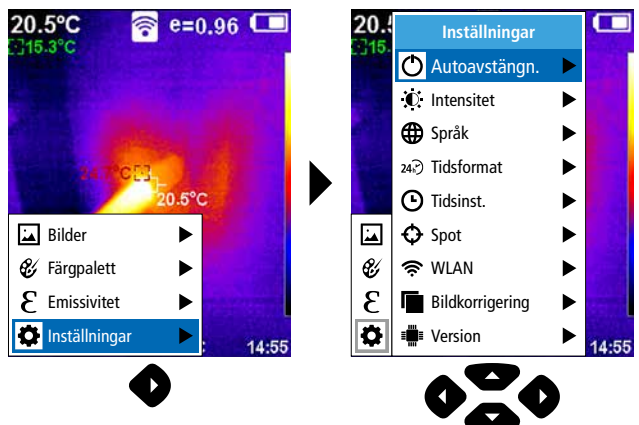 20.5°C e=0.96
15.3°C
24.7°C
20.5°C
Bilder
Färgpalett
Emissivitet
Inställningar
14:55
20.5
15.
Inställningar
Autoavstängn.
Intensitet
Språk
24h Tidsformat
Tidsinst.
Spot
WLAN
Bildkorrigering
Version
14:55